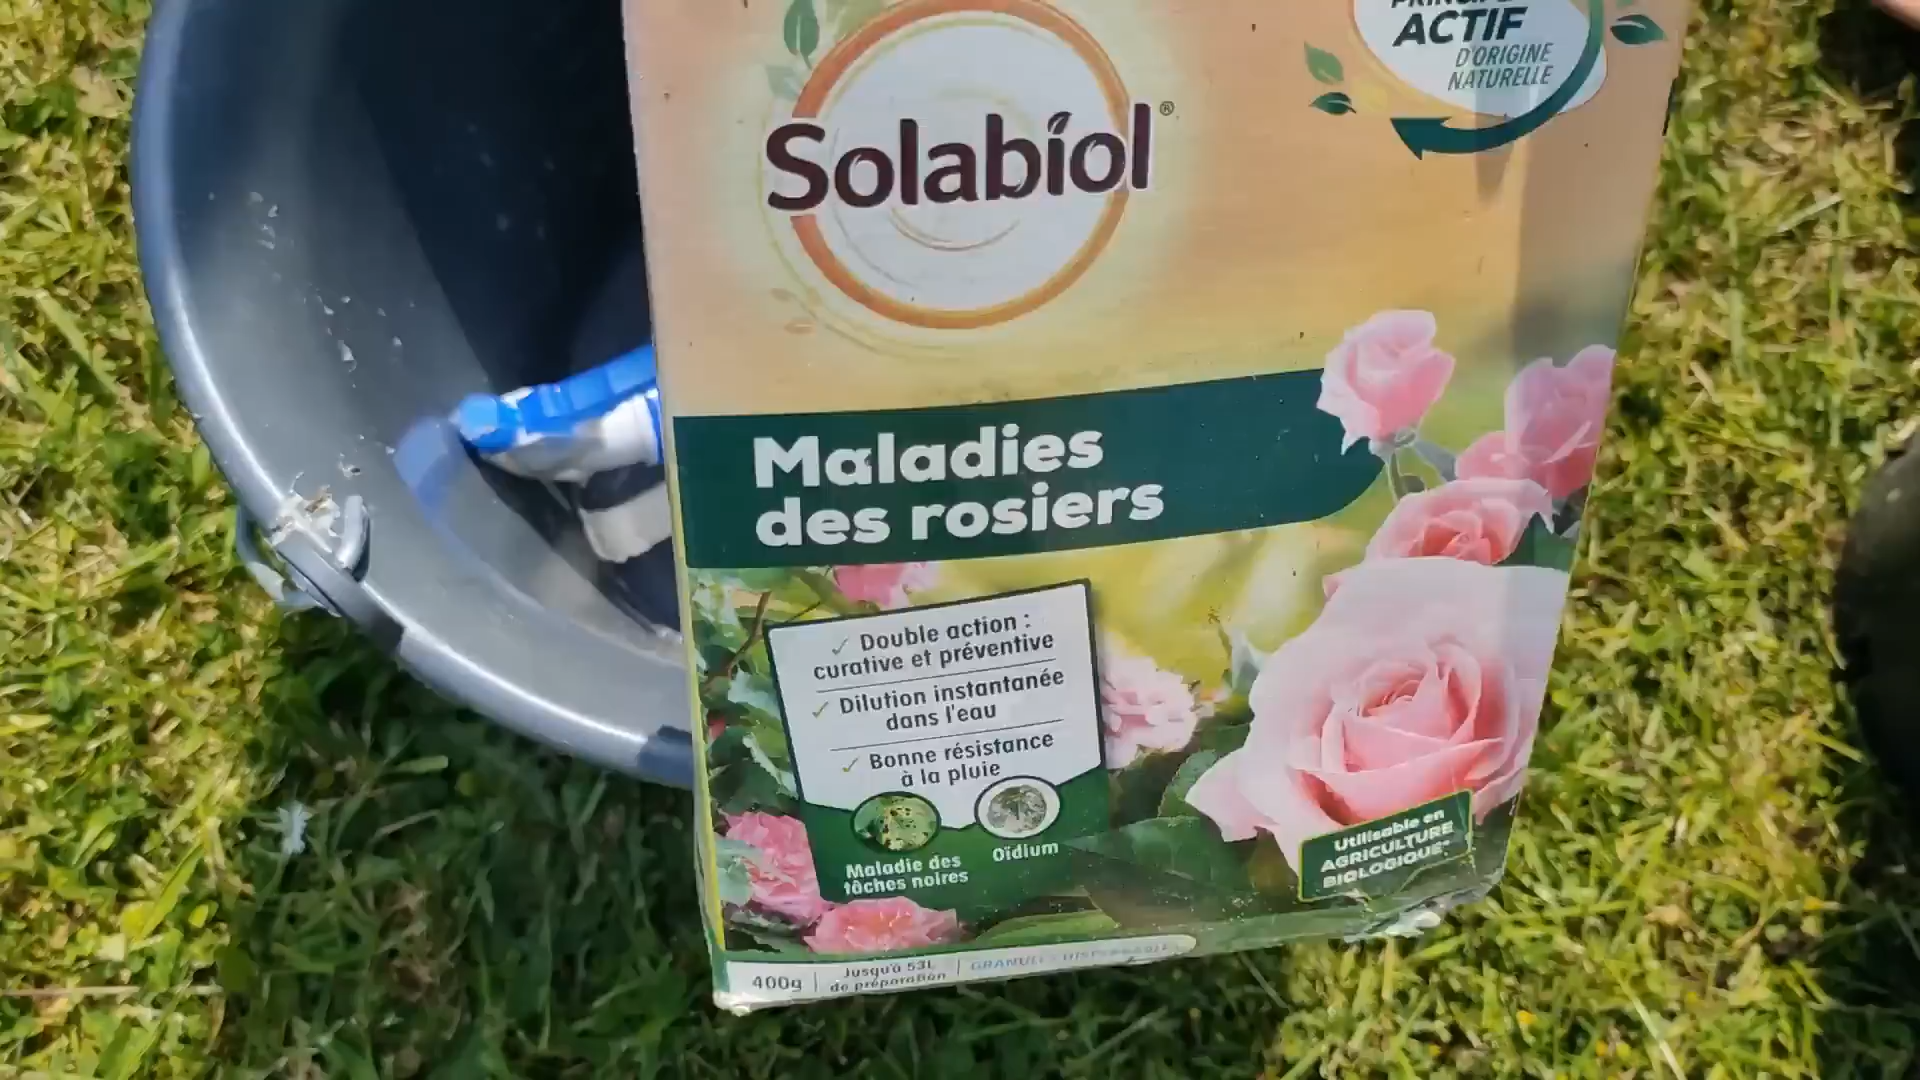 ACTIF
D'ORIGINE
NATURELLE
Solabiol®
Maladies
des rosiers
✓ Double action :
curative et préventive
✓ Dilution instantanée
dans l'eau
✓ Bonne résistance
à la pluie
Maladie des
tâches noires
Oïdium
Utilisable en
AGRICULTURE
BIOLOGIQUE*
400g
Jusqu'à 53L
de préparation